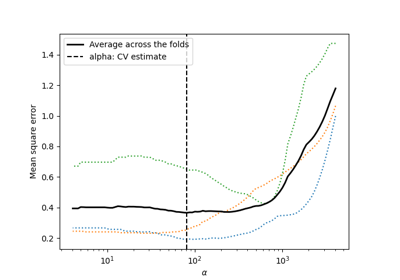 Average across the folds
alpha: CV estimate
1.4
1.2
1.0
0.8
0.6
0.4
0.2
Mean square error
10¹
10²
10³
α